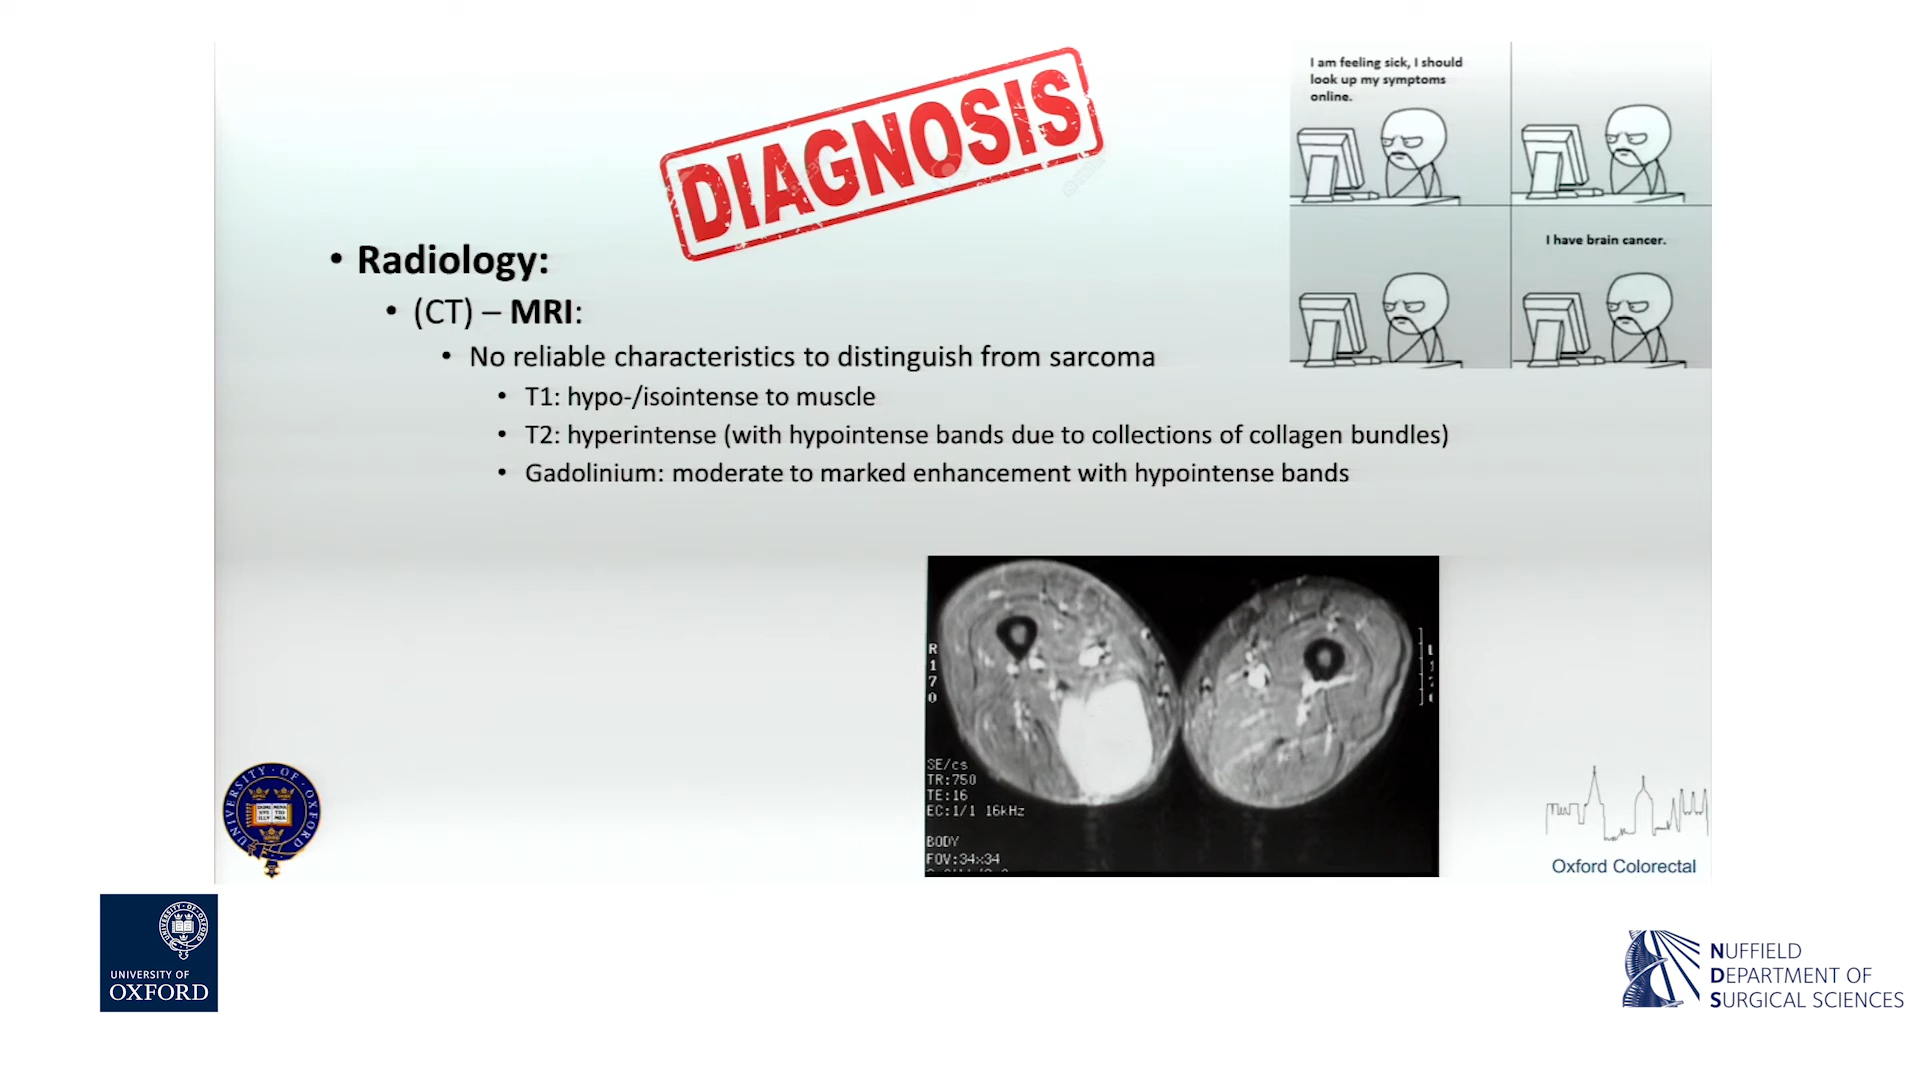 DIAGNOSIS
I am feeling sick, I should
look up my symptoms
online.
I have brain cancer.
• Radiology:
• (CT) – MRI:
• No reliable characteristics to distinguish from sarcoma
• T1: hypo-/isointense to muscle
• T2: hyperintense (with hypointense bands due to collections of collagen bundles)
• Gadolinium: moderate to marked enhancement with hypointense bands
R
1
7
0
SE/cs
TR:750
TE:16
EC:1/1 16kHz
BODY
FOV:34x34
UNIVERSITY OF OXFORD
Oxford Colorectal
UNIVERSITY OF
OXFORD
NUFFIELD
DEPARTMENT OF
SURGICAL SCIENCES